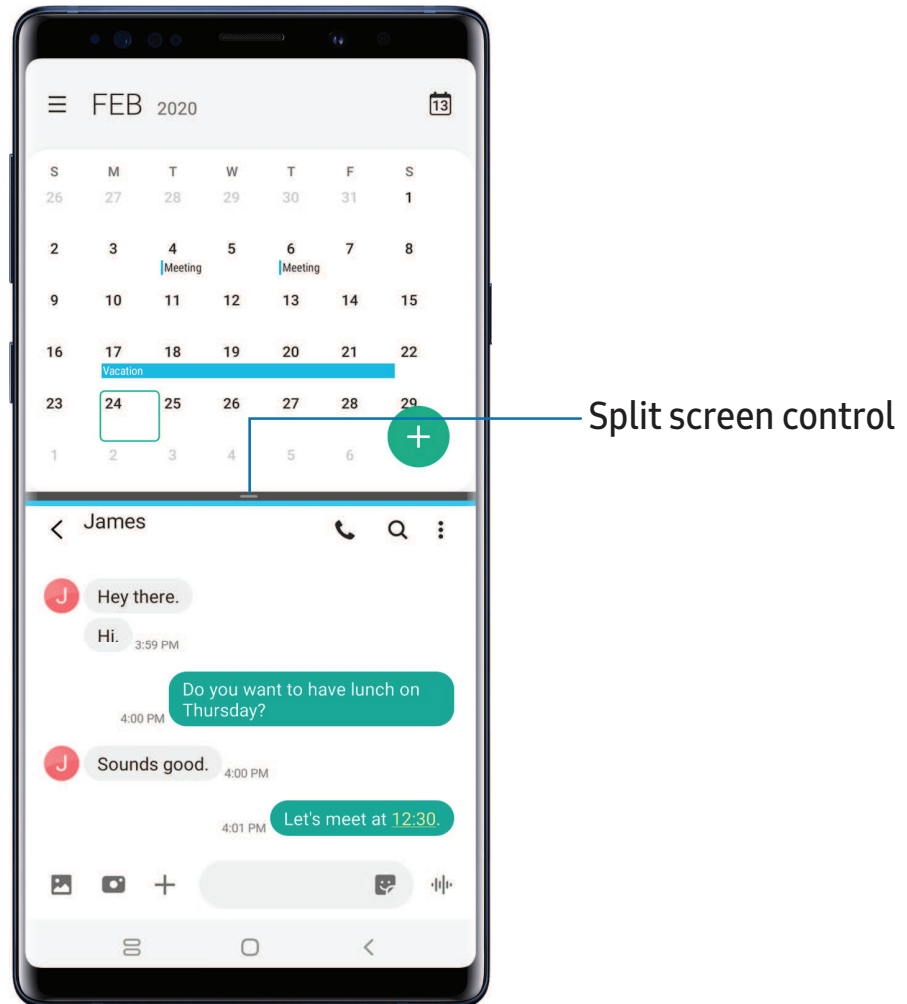 FEB 2020
13
S M T W T F S
26 27 28 29 30 31 1
2 3 4 5 6 7 8
Meeting Meeting
9 10 11 12 13 14 15
16 17 18 19 20 21 22
Vacation
23 24 25 26 27 28 29
1 2 3 4 5 6
Split screen control
James
J
Hey there.
Hi. 3:59 PM
Do you want to have lunch on
Thursday?
4:00 PM
J
Sounds good. 4:00 PM
4:01 PM Let's meet at 12:30.